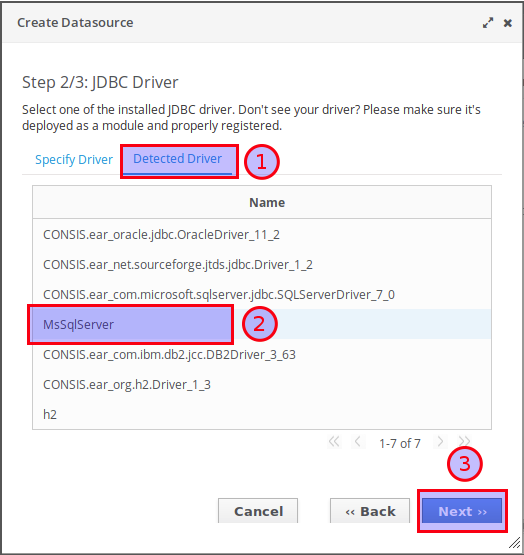 Create Datasource
Step 2/3: JDBC Driver
Select one of the installed JDBC driver. Don't see your driver? Please make sure it's
deployed as a module and properly registered.
Specify Driver Detected Driver 1
Name
CONSIS.ear_oracle.jdbc.OracleDriver_11_2
CONSIS.ear_net.sourceforge.jtds.jdbc.Driver_1_2
CONSIS.ear_com.microsoft.sqlserver.jdbc.SQLServerDriver_7_0
MsSqlServer 2
CONSIS.ear_com.ibm.db2.jcc.DB2Driver_3_63
CONSIS.ear_org.h2.Driver_1_3
h2
1-7 of 7
3
Cancel ‹‹ Back Next ››